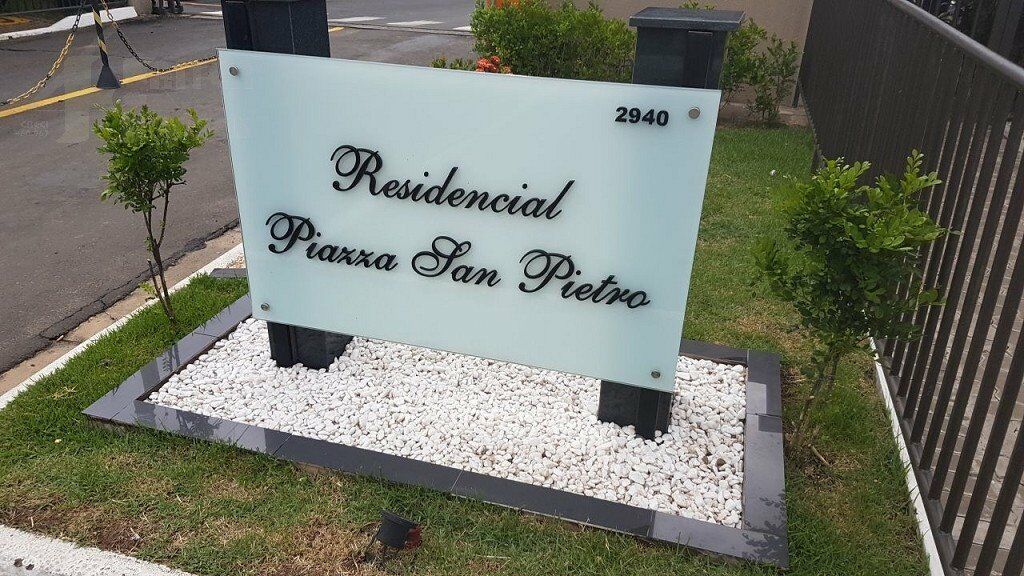 2940
Residencial
Piazza San Pietro